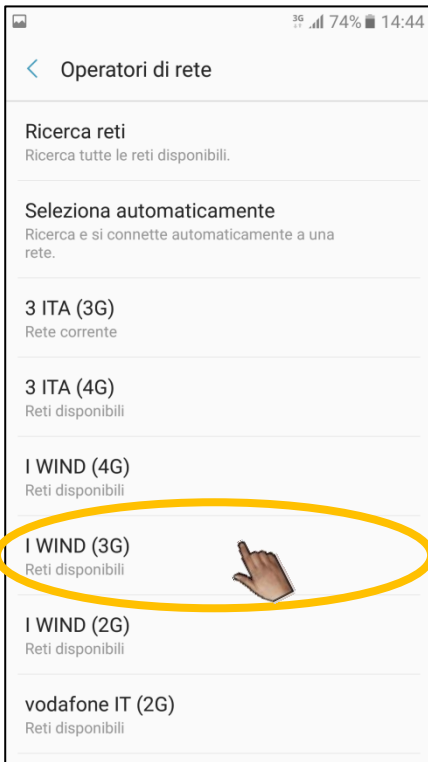 3G 74% 14:44
Operatori di rete
Ricerca reti
Ricerca tutte le reti disponibili.
Seleziona automaticamente
Ricerca e si connette automaticamente a una
rete.
3 ITA (3G)
Rete corrente
3 ITA (4G)
Reti disponibili
I WIND (4G)
Reti disponibili
I WIND (3G)
Reti disponibili
I WIND (2G)
Reti disponibili
vodafone IT (2G)
Reti disponibili